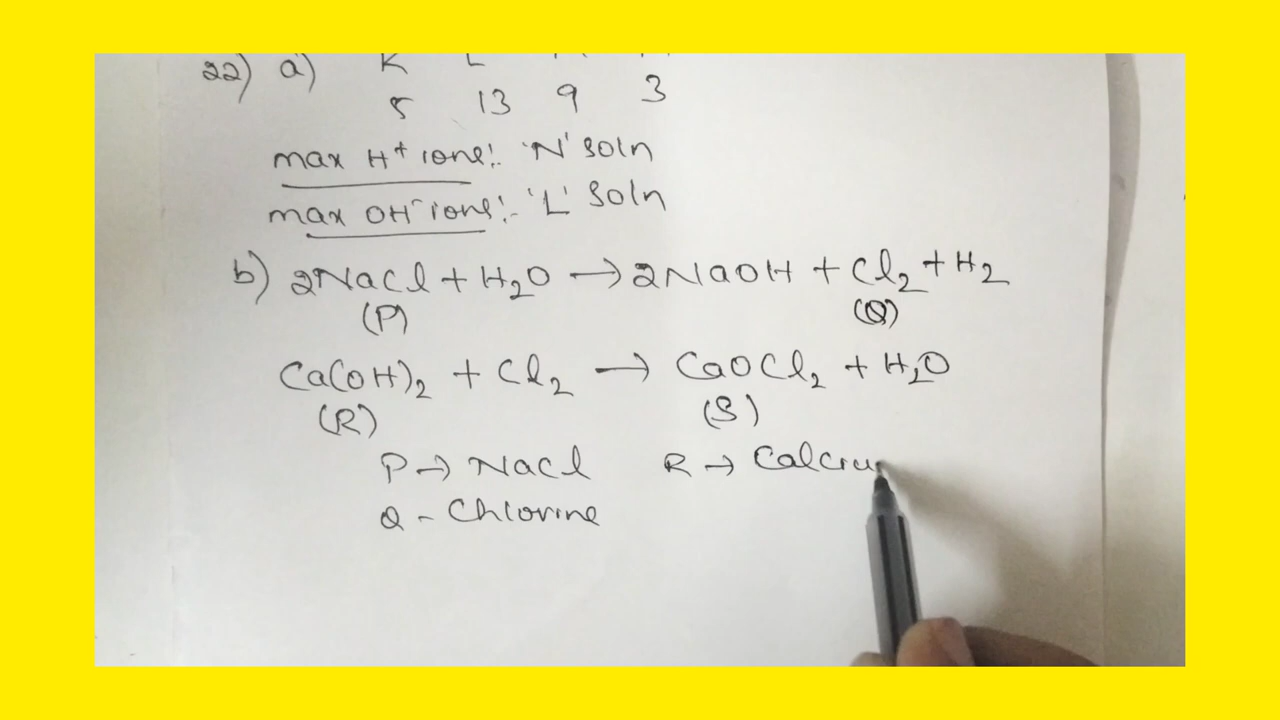 22) a) K L
5 13 9 3
max H+ ions:- 'N' soln
max OH- ions:- 'L' soln
b) 2NaCl + H2O → 2NaOH + Cl2 + H2
(P) (Q)
Ca(OH)2 + Cl2 → CaOCl2 + H2O
(R) (S)
P → NaCl R → Calciu
Q - Chlorine